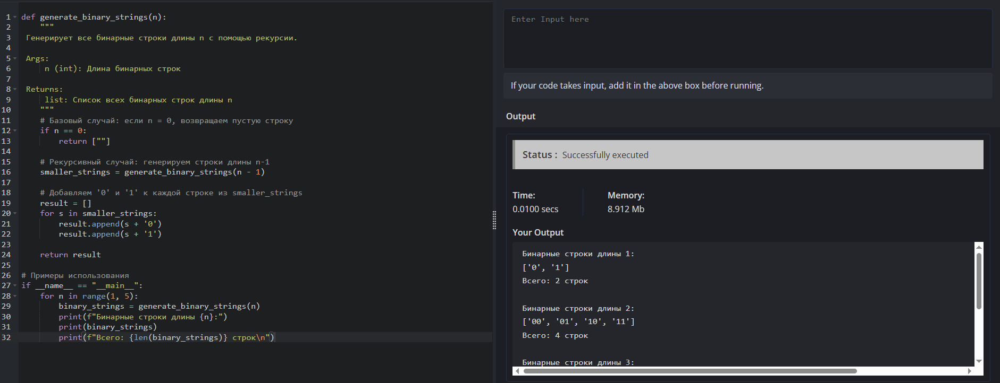 1 def generate_binary_strings(n):
2     """
3  Генерирует все бинарные строки длины n с помощью рекурсии.
4
5  Args:
6      n (int): Длина бинарных строк
7
8  Returns:
9      list: Список всех бинарных строк длины n
10     """
11     # Базовый случай: если n = 0, возвращаем пустую строку
12     if n == 0:
13         return [""]
14
15     # Рекурсивный случай: генерируем строки длины n-1
16     smaller_strings = generate_binary_strings(n - 1)
17
18     # Добавляем '0' и '1' к каждой строке из smaller_strings
19     result = []
20     for s in smaller_strings:
21         result.append(s + '0')
22         result.append(s + '1')
23
24     return result
25
26 # Примеры использования
27 if __name__ == "__main__":
28     for n in range(1, 5):
29         binary_strings = generate_binary_strings(n)
30         print(f"Бинарные строки длины {n}:")
31         print(binary_strings)
32         print(f"Всего: {len(binary_strings)} строк\n")
Enter Input here
If your code takes input, add it in the above box before running.
Output
Status : Successfully executed
Time: Memory:
0.0100 secs 8.912 Mb
Your Output
Бинарные строки длины 1:
['0', '1']
Всего: 2 строк
Бинарные строки длины 2:
['00', '01', '10', '11']
Всего: 4 строк
Бинарные строки длины 3: